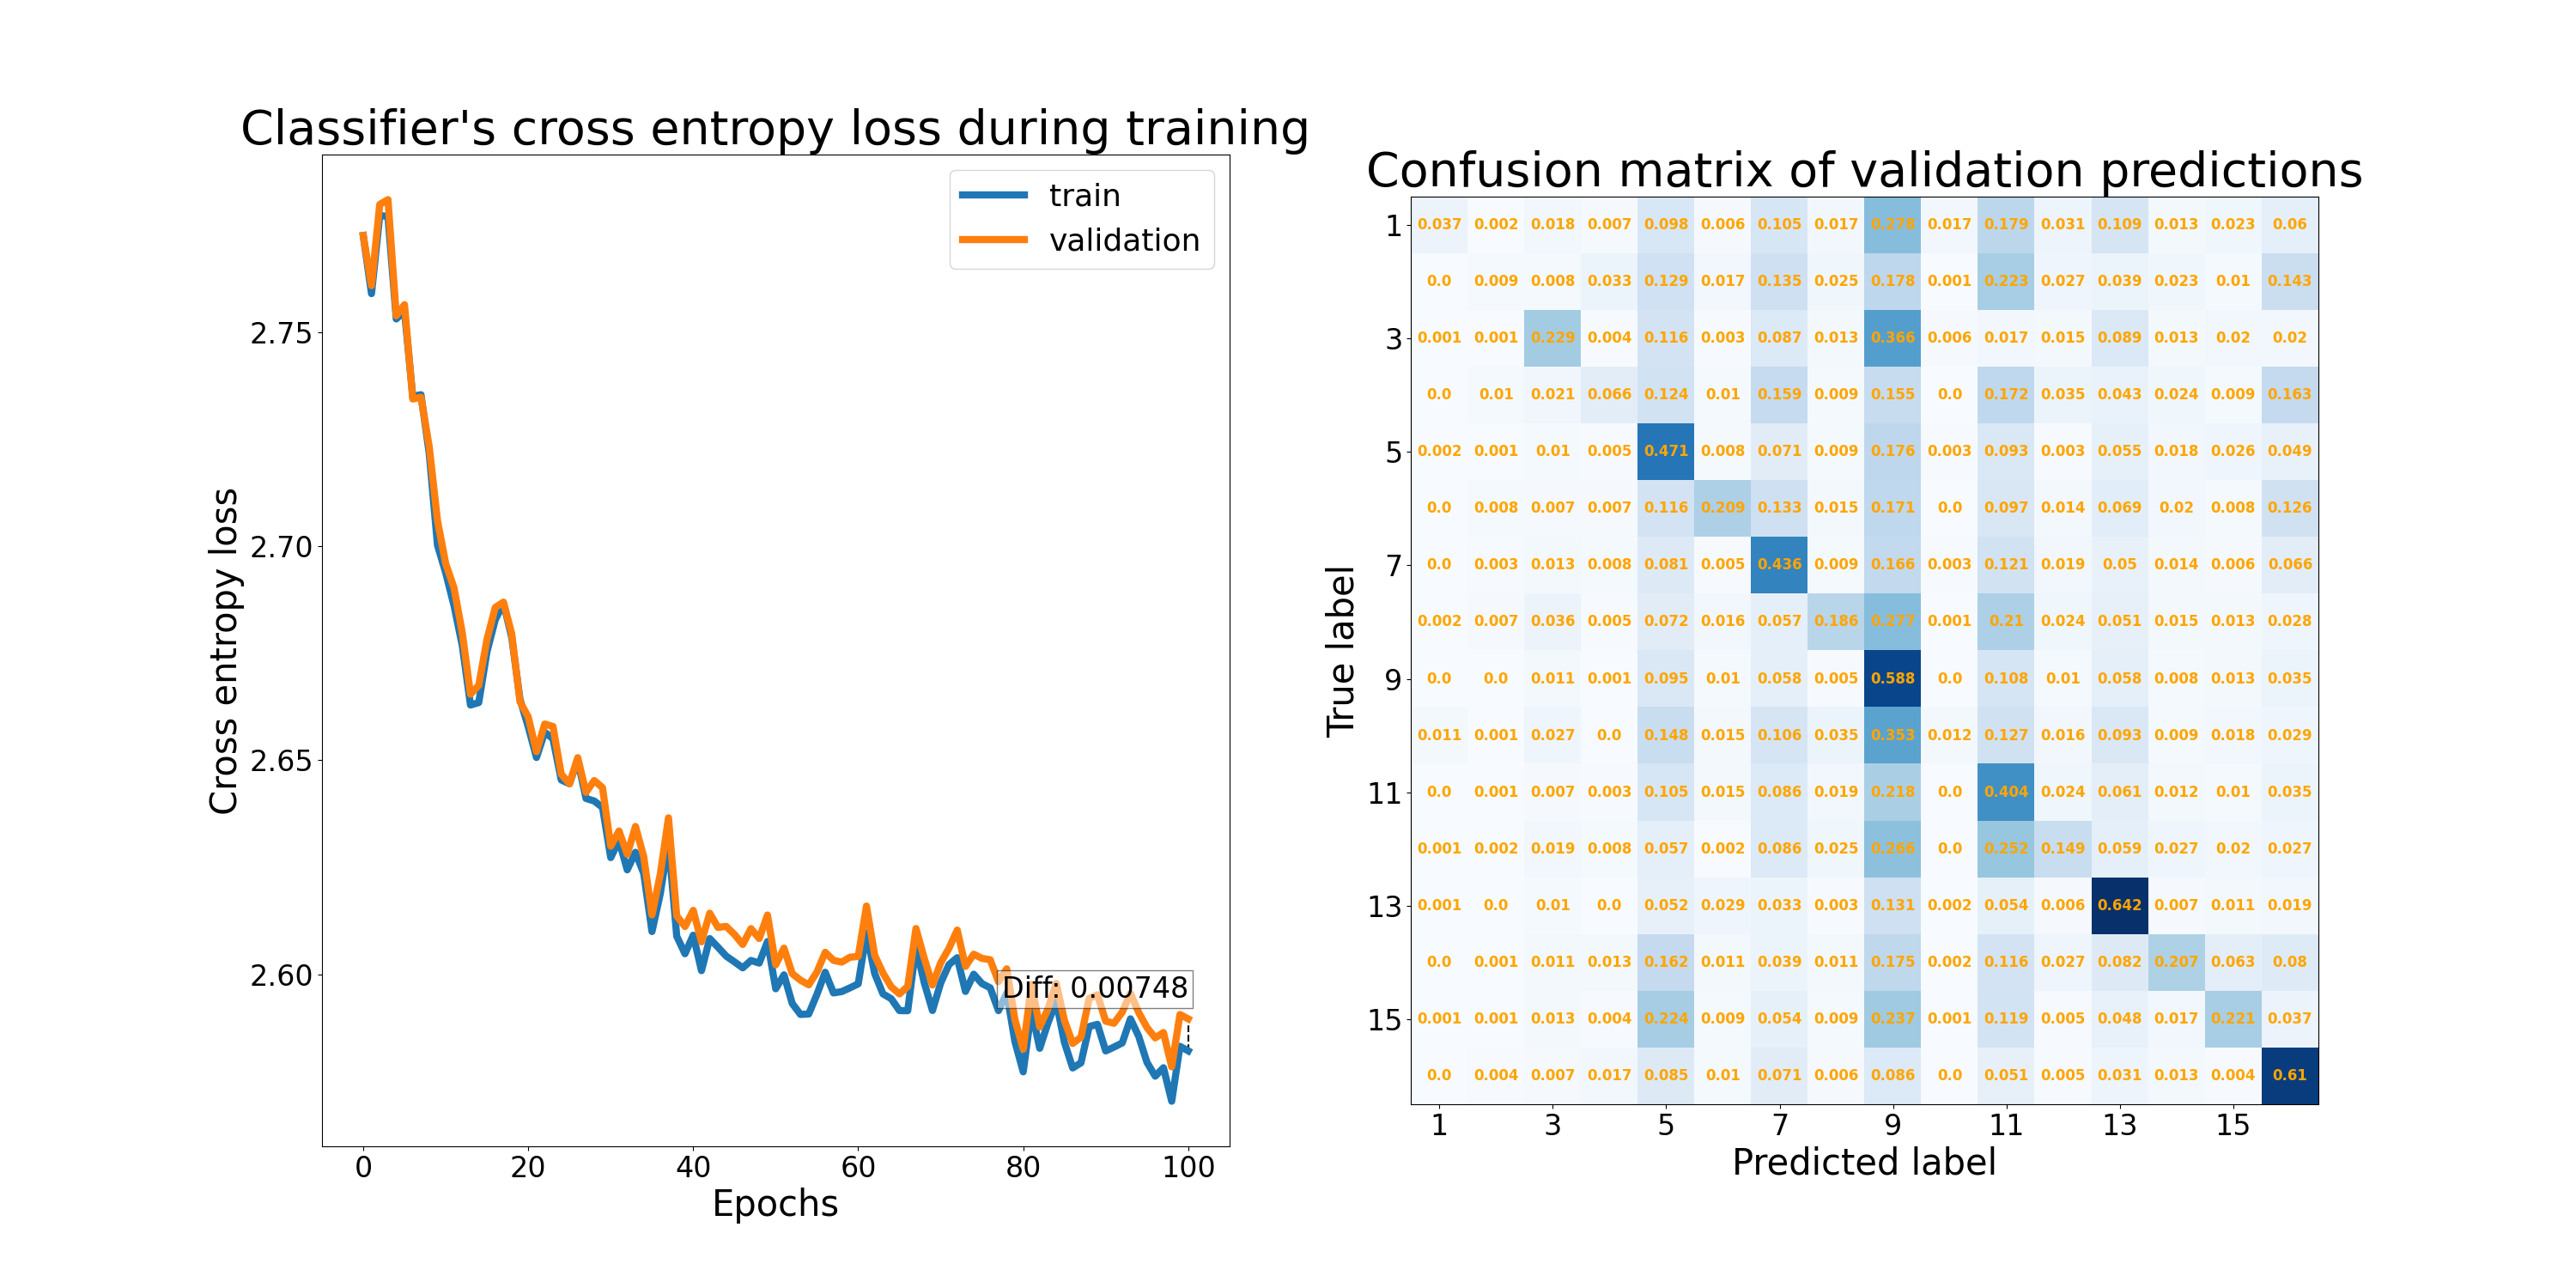 Classifier's cross entropy loss during training
train
validation
2.75
2.70
2.65
2.60
Cross entropy loss
Diff: 0.00748
0 20 40 60 80 100
Epochs
Confusion matrix of validation predictions
True label
1 0.037 0.002 0.018 0.007 0.098 0.006 0.105 0.017 0.278 0.017 0.179 0.031 0.109 0.013 0.023 0.06
0.0 0.009 0.008 0.033 0.129 0.017 0.135 0.025 0.178 0.001 0.223 0.027 0.039 0.023 0.01 0.143
3 0.001 0.001 0.229 0.004 0.116 0.003 0.087 0.013 0.366 0.006 0.017 0.015 0.089 0.013 0.02 0.02
0.0 0.01 0.021 0.066 0.124 0.01 0.159 0.009 0.155 0.0 0.172 0.035 0.043 0.024 0.009 0.163
5 0.002 0.001 0.01 0.005 0.471 0.008 0.071 0.009 0.176 0.003 0.093 0.003 0.055 0.018 0.026 0.049
0.0 0.008 0.007 0.007 0.116 0.209 0.133 0.015 0.171 0.0 0.097 0.014 0.069 0.02 0.008 0.126
7 0.0 0.003 0.013 0.008 0.081 0.005 0.436 0.009 0.166 0.003 0.121 0.019 0.05 0.014 0.006 0.066
0.002 0.007 0.036 0.005 0.072 0.016 0.057 0.186 0.277 0.001 0.21 0.024 0.051 0.015 0.013 0.028
9 0.0 0.0 0.011 0.001 0.095 0.01 0.058 0.005 0.588 0.0 0.108 0.01 0.058 0.008 0.013 0.035
0.011 0.001 0.027 0.0 0.148 0.015 0.106 0.035 0.353 0.012 0.127 0.016 0.093 0.009 0.018 0.029
11 0.0 0.001 0.007 0.003 0.105 0.015 0.086 0.019 0.218 0.0 0.404 0.024 0.061 0.012 0.01 0.035
0.001 0.002 0.019 0.008 0.057 0.002 0.086 0.025 0.266 0.0 0.252 0.149 0.059 0.027 0.02 0.027
13 0.001 0.0 0.01 0.0 0.052 0.029 0.033 0.003 0.131 0.002 0.054 0.006 0.642 0.007 0.011 0.019
0.0 0.001 0.011 0.013 0.162 0.011 0.039 0.011 0.175 0.002 0.116 0.027 0.082 0.207 0.063 0.08
15 0.001 0.001 0.013 0.004 0.224 0.009 0.054 0.009 0.237 0.001 0.119 0.005 0.048 0.017 0.221 0.037
0.0 0.004 0.007 0.017 0.085 0.01 0.071 0.006 0.086 0.0 0.051 0.005 0.031 0.013 0.004 0.61
1 3 5 7 9 11 13 15
Predicted label